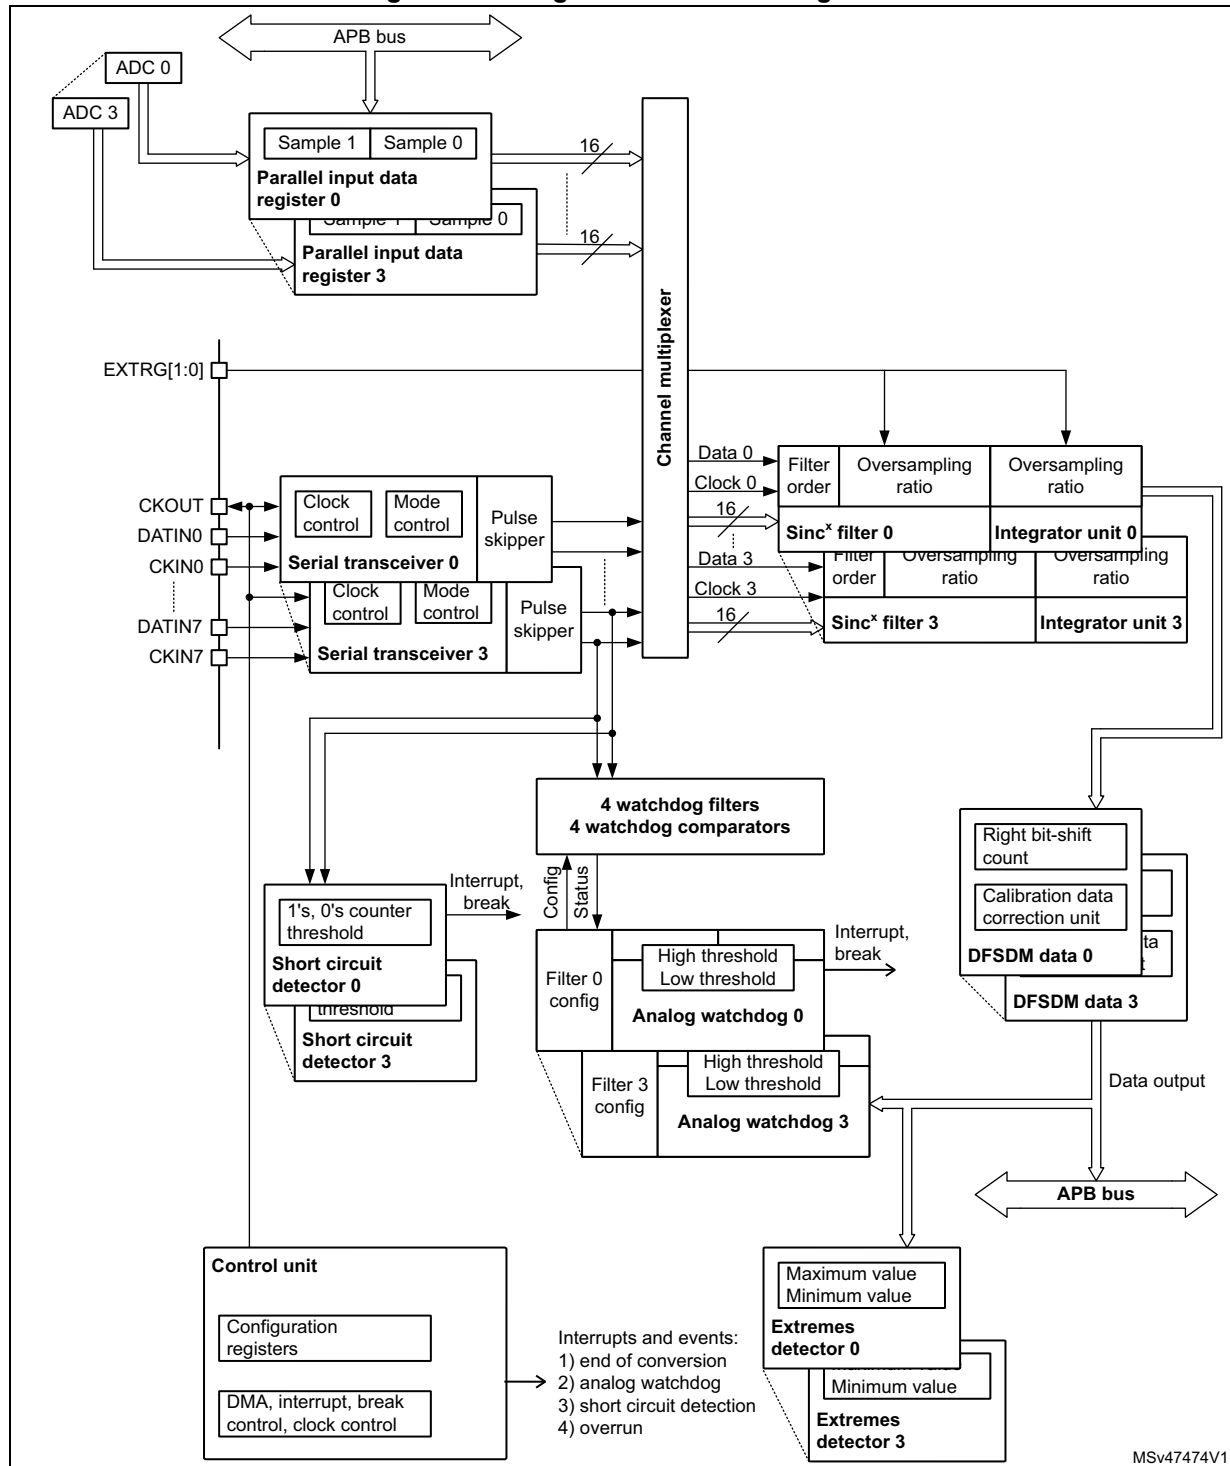 APB bus
ADC 0
ADC 3
Sample 1
Sample 0
Parallel input data
register 0
16
Sample 1
Sample 0
Parallel input data
register 3
16
Channel multiplexer
EXTRG[1:0]
CKOUT
DATIN0
CKIN0
DATIN7
CKIN7
Clock
control
Mode
control
Pulse
skipper
Serial transceiver 0
Clock
control
Mode
control
Pulse
skipper
Serial transceiver 3
Data 0
Clock 0
16
Data 3
Clock 3
16
Filter
order
Oversampling
ratio
Oversampling
ratio
Sincx filter 0
Integrator unit 0
Filter
order
Oversampling
ratio
Oversampling
ratio
Sincx filter 3
Integrator unit 3
4 watchdog filters
4 watchdog comparators
Config
Status
1's, 0's counter
threshold
Short circuit
detector 0
Interrupt,
break
threshold
Short circuit
detector 3
Filter 0
config
High threshold
Low threshold
Analog watchdog 0
Interrupt,
break
Filter 3
config
High threshold
Low threshold
Analog watchdog 3
Right bit-shift
count
Calibration data
correction unit
DFSDM data 0
DFSDM data 3
Data output
APB bus
Control unit
Configuration
registers
DMA, interrupt, break
control, clock control
Interrupts and events:
1) end of conversion
2) analog watchdog
3) short circuit detection
4) overrun
Maximum value
Minimum value
Extremes
detector 0
Minimum value
Extremes
detector 3
MSv47474V1